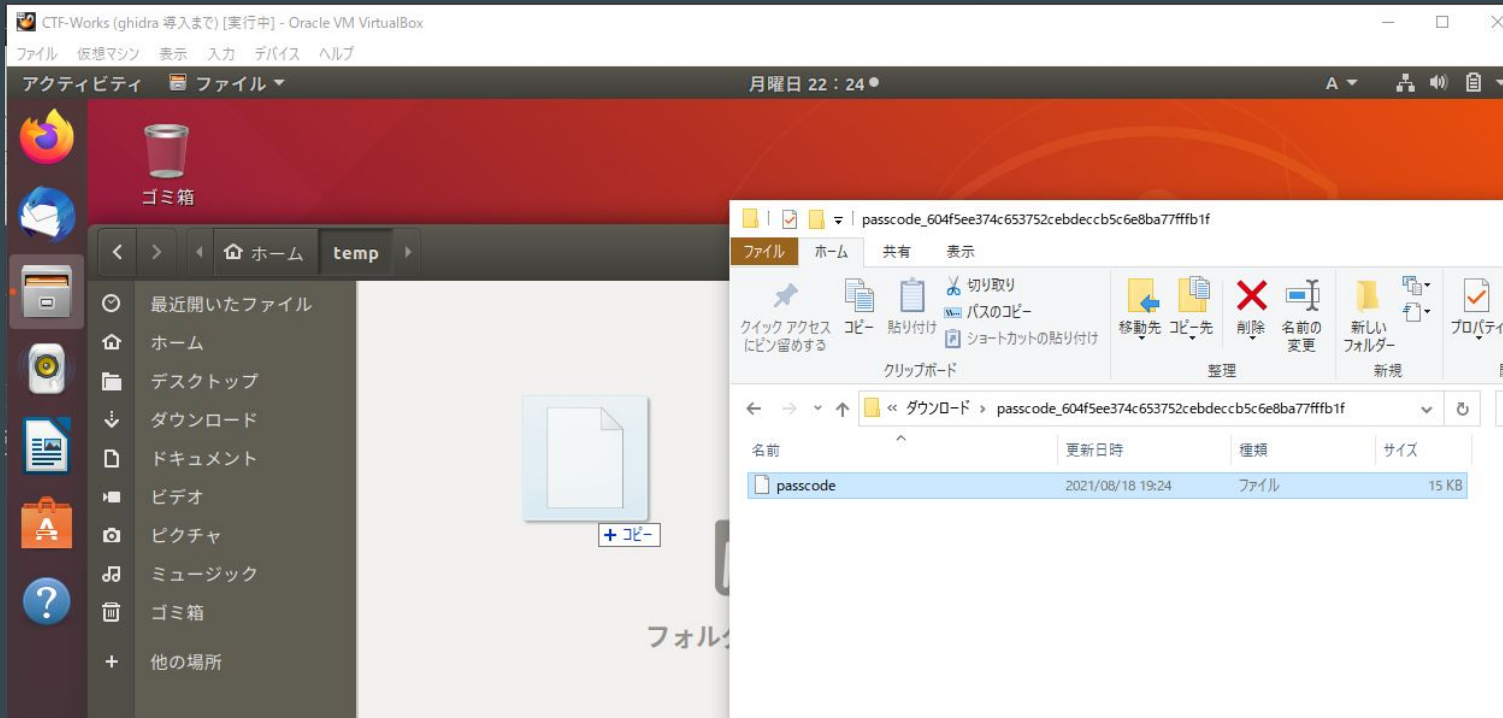 CTF-Works (ghidra 導入まで) [実行中] - Oracle VM VirtualBox
ファイル 仮想マシン 表示 入力 デバイス ヘルプ
アクティビティ ファイル 月曜日 22：24 A
ゴミ箱
ホーム temp
最近開いたファイル
ホーム
デスクトップ
ダウンロード
ドキュメント
ビデオ
ピクチャ
ミュージック
ゴミ箱
+ 他の場所
+ コピー
フォル
passcode_604f5ee374c653752cebdeccb5c6e8ba77fffb1f
ファイル ホーム 共有 表示
クイック アクセス
にピン留めする
コピー
貼り付け
切り取り
パスのコピー
ショートカットの貼り付け
クリップボード
移動先 コピー先 削除 名前の
変更
整理
新しい
フォルダー
新規
プロパティ
« ダウンロード › passcode_604f5ee374c653752cebdeccb5c6e8ba77fffb1f
名前 更新日時 種類 サイズ
passcode 2021/08/18 19:24 ファイル 15 KB